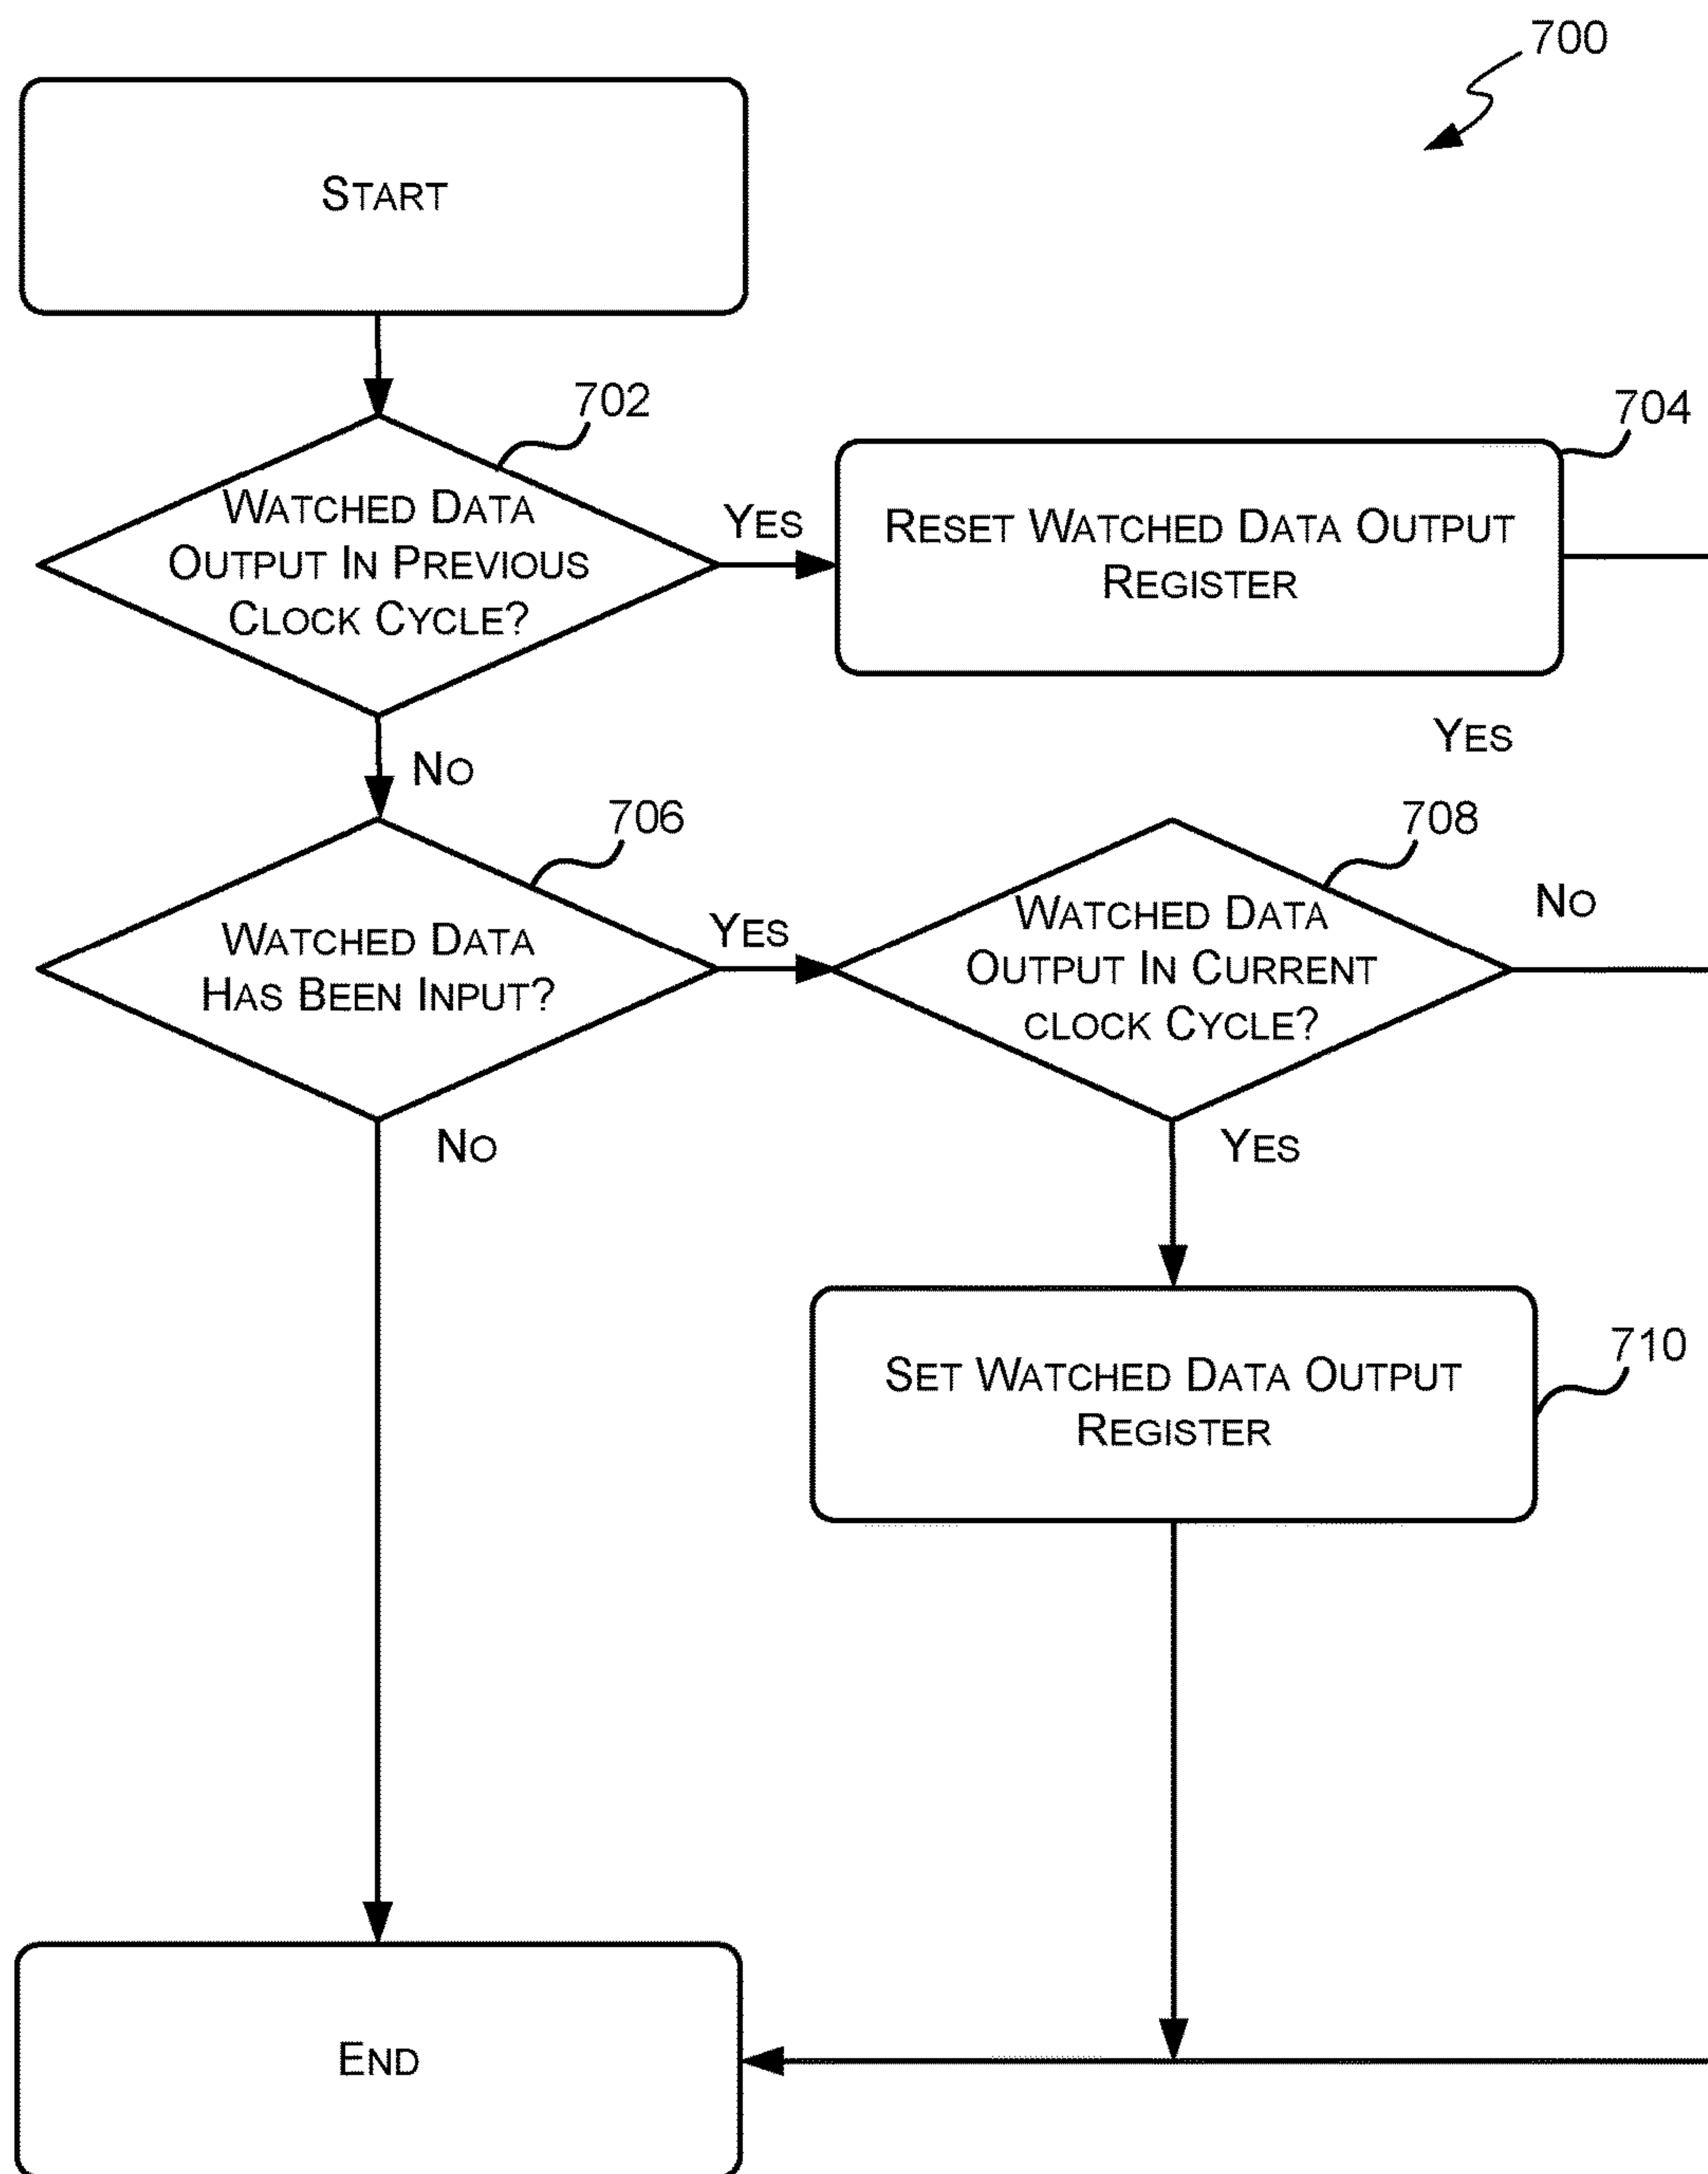 700
START
702
WATCHED DATA
OUTPUT IN PREVIOUS
CLOCK CYCLE?
YES
704
RESET WATCHED DATA OUTPUT
REGISTER
NO
YES
706
WATCHED DATA
HAS BEEN INPUT?
YES
708
WATCHED DATA
OUTPUT IN CURRENT
CLOCK CYCLE?
NO
NO
YES
SET WATCHED DATA OUTPUT
REGISTER
710
END